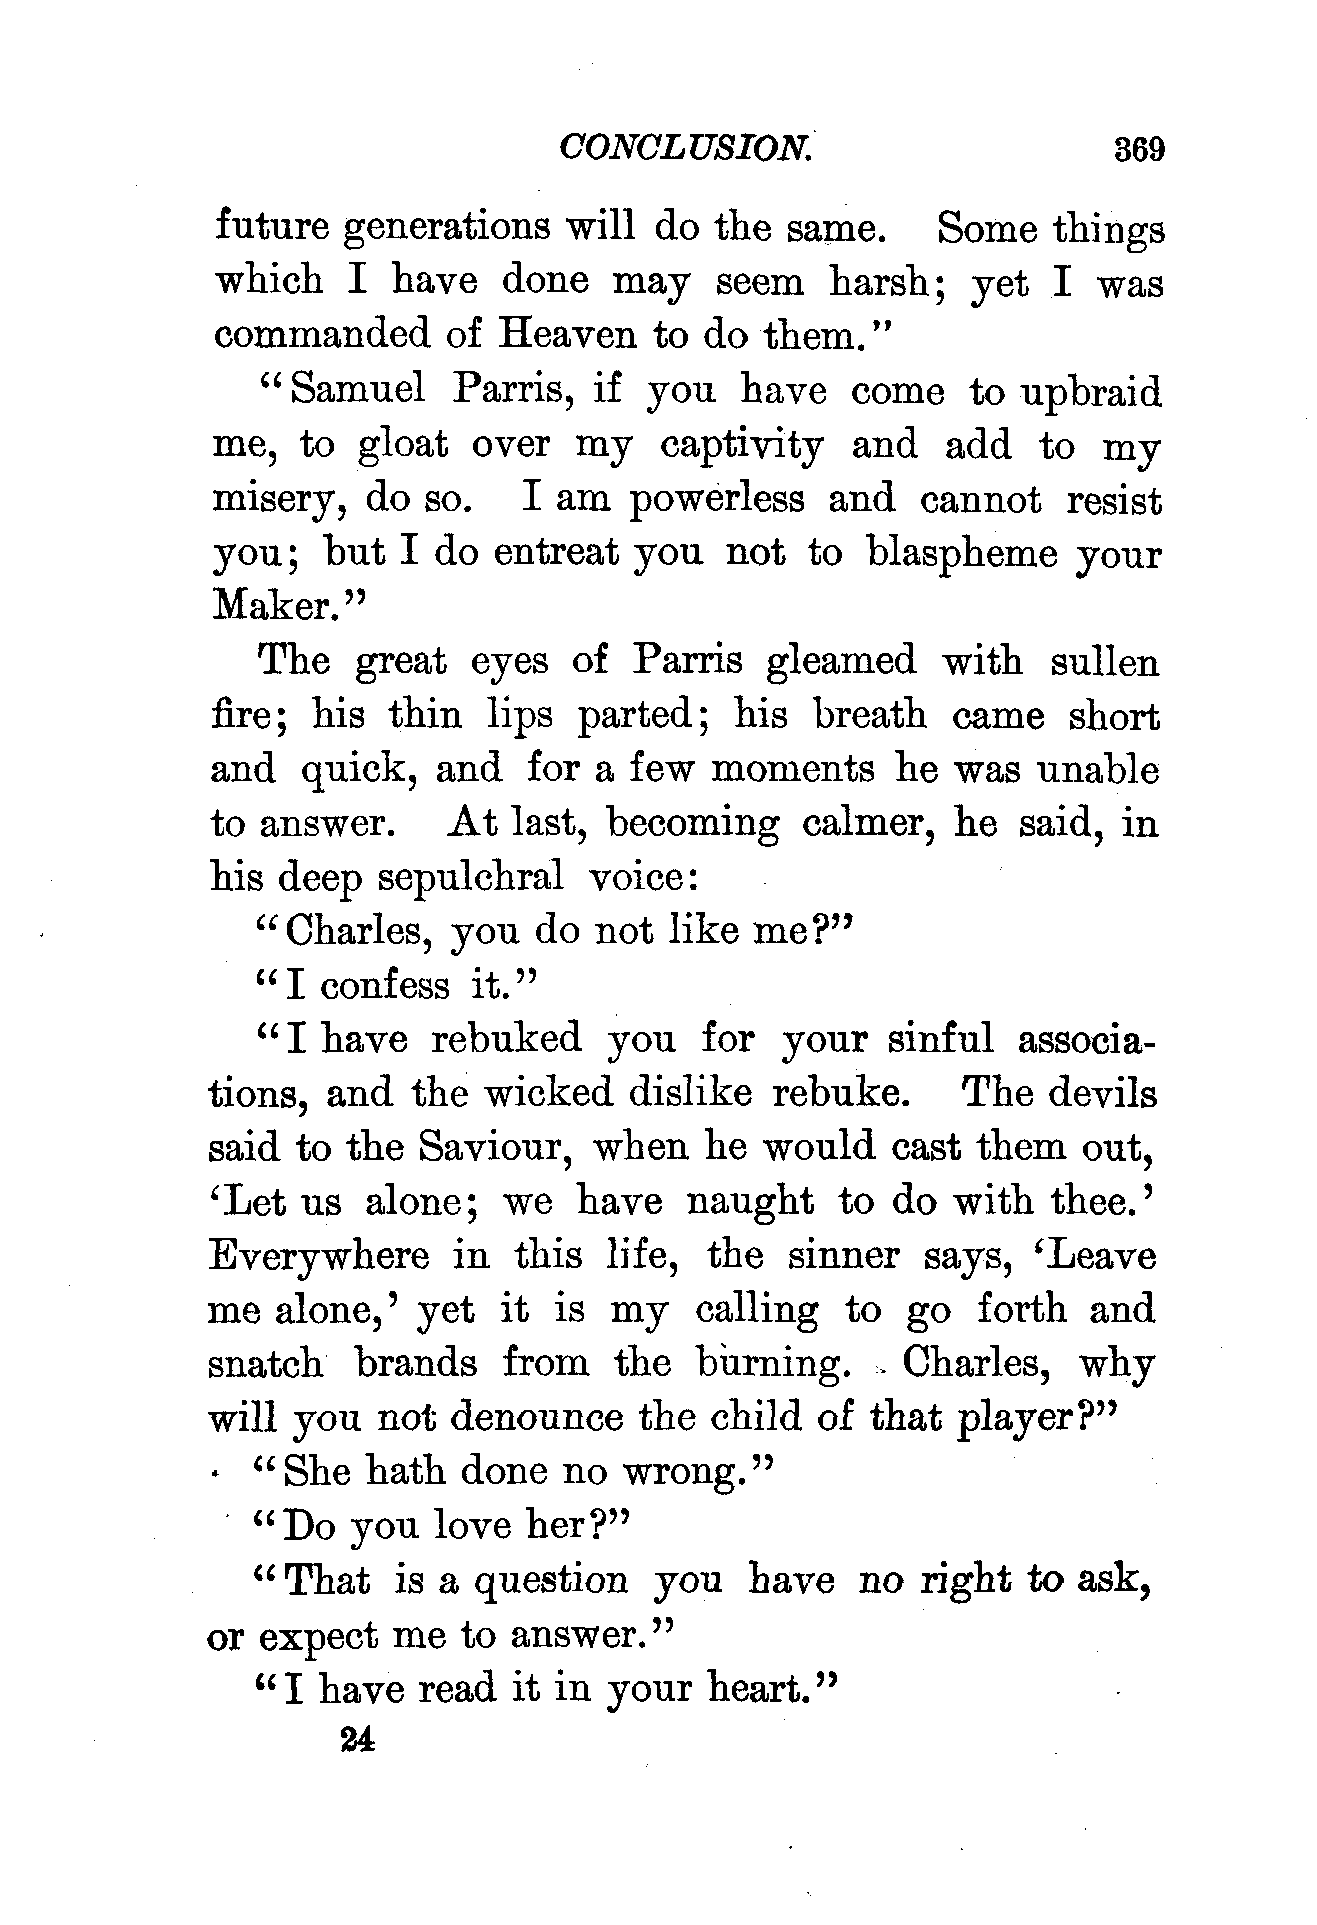 CONCLUSION. 369
future generations will do the same. Some things
which I have done may seem harsh; yet I was
commanded of Heaven to do them."
"Samuel Parris, if you have come to upbraid
me, to gloat over my captivity and add to my
misery, do so. I am powerless and cannot resist
you; but I do entreat you not to blaspheme your
Maker."
The great eyes of Parris gleamed with sullen
fire; his thin lips parted; his breath came short
and quick, and for a few moments he was unable
to answer. At last, becoming calmer, he said, in
his deep sepulchral voice:
"Charles, you do not like me?"
"I confess it."
"I have rebuked you for your sinful associa-
tions, and the wicked dislike rebuke. The devils
said to the Saviour, when he would cast them out,
'Let us alone; we have naught to do with thee.'
Everywhere in this life, the sinner says, 'Leave
me alone,' yet it is my calling to go forth and
snatch brands from the burning. Charles, why
will you not denounce the child of that player?"
"She hath done no wrong."
"Do you love her?"
"That is a question you have no right to ask,
or expect me to answer."
"I have read it in your heart."
24